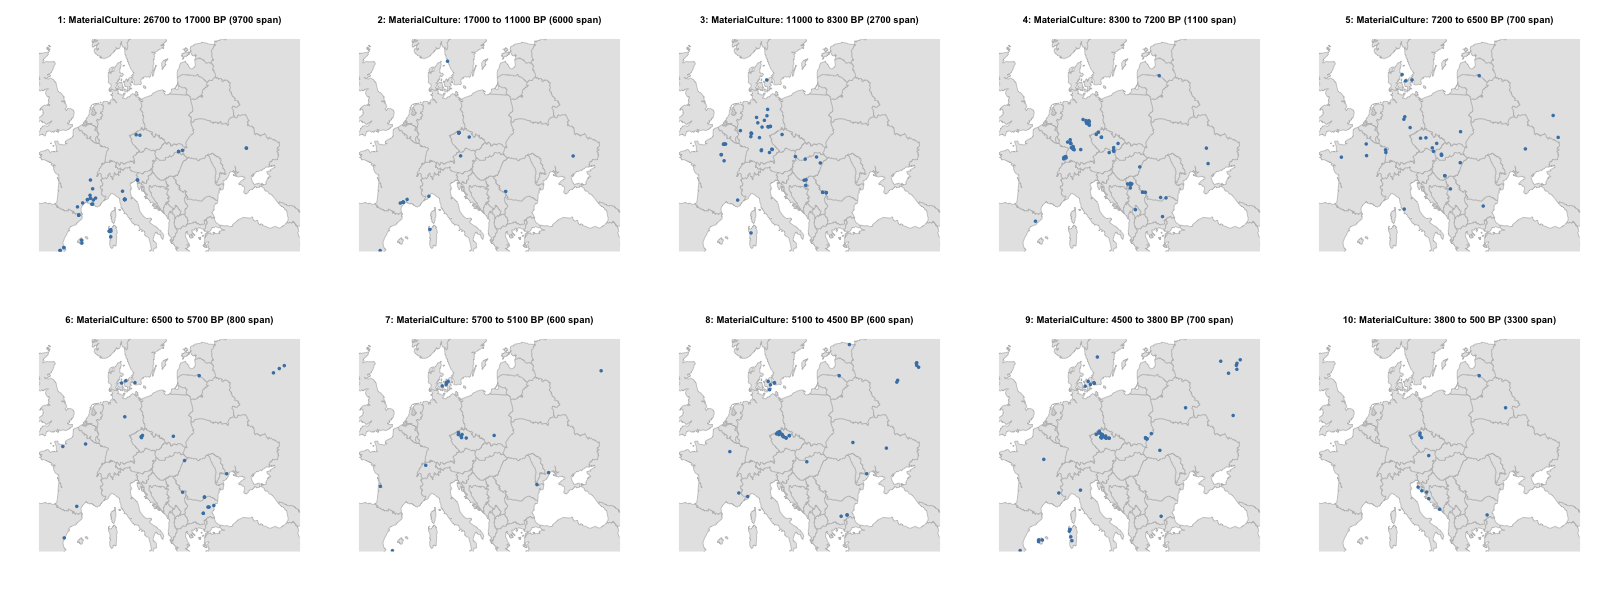 1: MaterialCulture: 26700 to 17000 BP (9700 span)
2: MaterialCulture: 17000 to 11000 BP (6000 span)
3: MaterialCulture: 11000 to 8300 BP (2700 span)
4: MaterialCulture: 8300 to 7200 BP (1100 span)
5: MaterialCulture: 7200 to 6500 BP (700 span)
6: MaterialCulture: 6500 to 5700 BP (800 span)
7: MaterialCulture: 5700 to 5100 BP (600 span)
8: MaterialCulture: 5100 to 4500 BP (600 span)
9: MaterialCulture: 4500 to 3800 BP (700 span)
10: MaterialCulture: 3800 to 500 BP (3300 span)